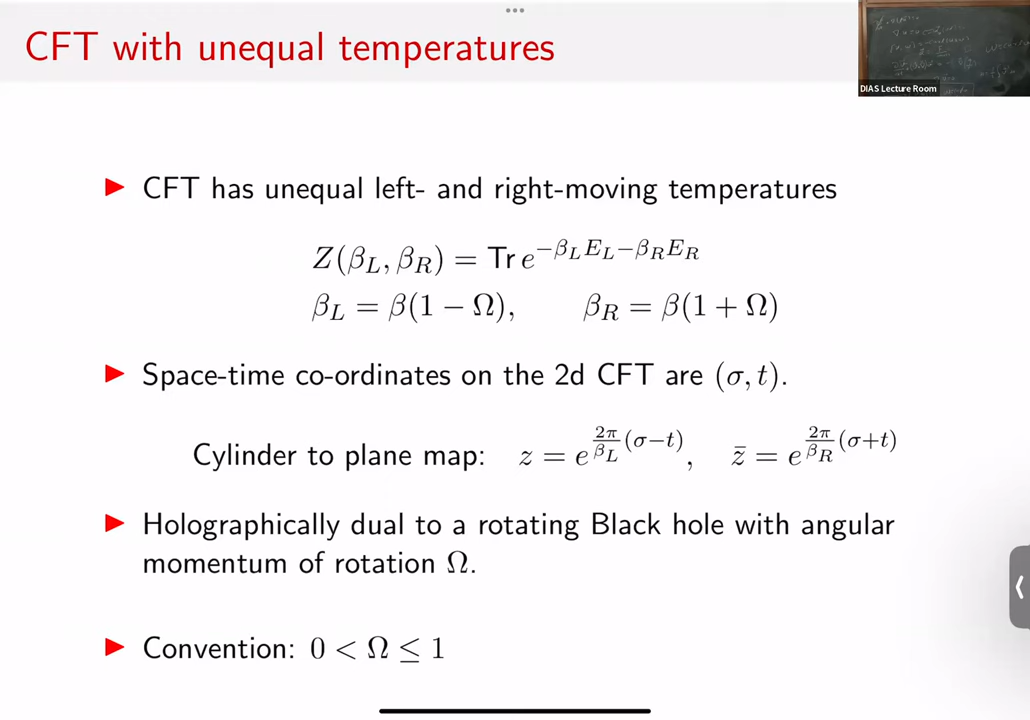 CFT with unequal temperatures
DIAS Lecture Room
▶ CFT has unequal left- and right-moving temperatures
Z(β_L, β_R) = Tr e^{−β_L E_L−β_R E_R}
β_L = β(1 − Ω), β_R = β(1 + Ω)
▶ Space-time co-ordinates on the 2d CFT are (σ, t).
Cylinder to plane map: z = e^{\frac{2π}{β_L}(σ−t)}, z̄ = e^{\frac{2π}{β_R}(σ+t)}
▶ Holographically dual to a rotating Black hole with angular
momentum of rotation Ω.
▶ Convention: 0 < Ω ≤ 1